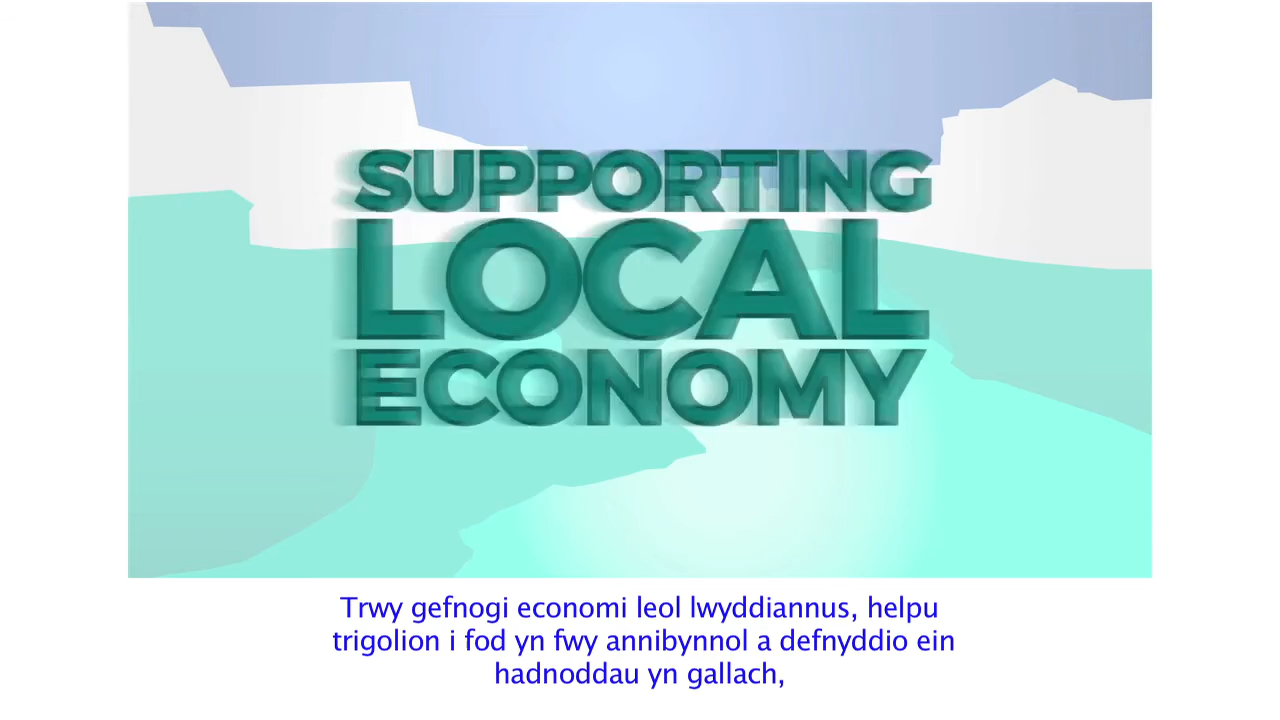 SUPPORTING
LOCAL
ECONOMY
Trwy gefnogi economi leol lwyddiannus, helpu
trigolion i fod yn fwy annibynnol a defnyddio ein
hadnoddau yn gallach,